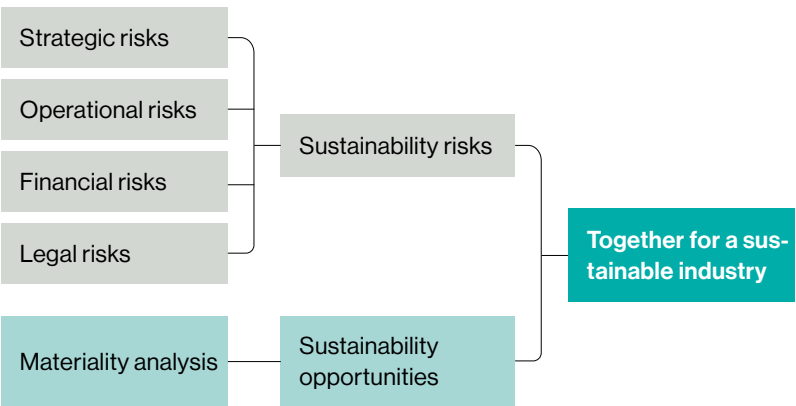 Strategic risks
Operational risks
Financial risks
Legal risks
Sustainability risks
Together for a sus-
tainable industry
Materiality analysis
Sustainability
opportunities